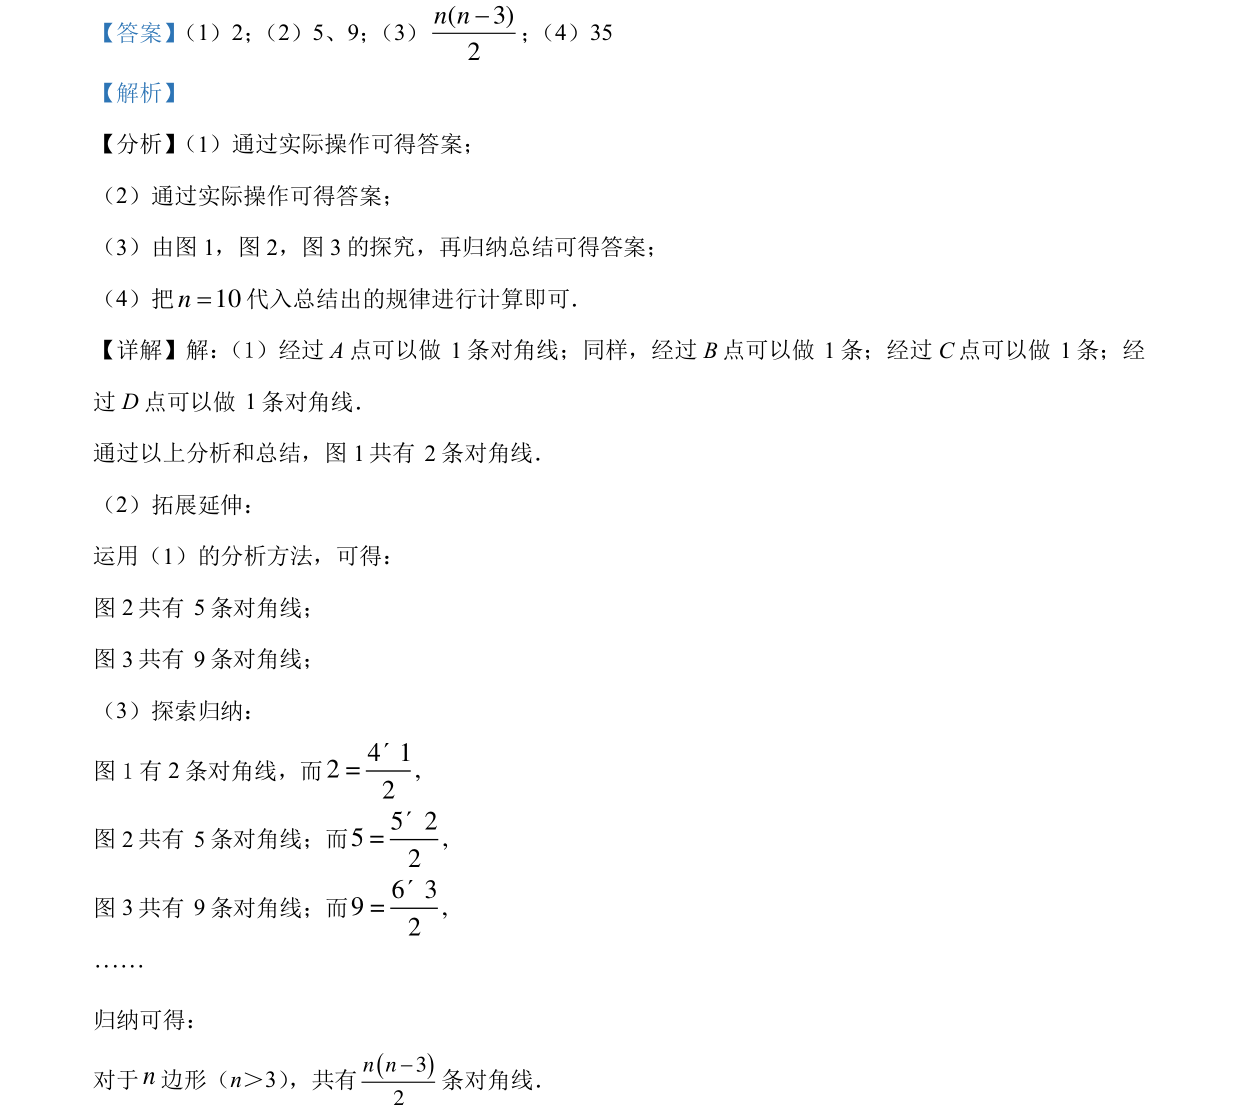 【答案】（1）2；（2）5、9；（3）n(n−3)/2；（4）35
【解析】
【分析】（1）通过实际操作可得答案；
（2）通过实际操作可得答案；
（3）由图 1，图 2，图 3 的探究，再归纳总结可得答案；
（4）把 n = 10 代入总结出的规律进行计算即可．
【详解】解：（1）经过 A 点可以做 1 条对角线；同样，经过 B 点可以做 1 条；经过 C 点可以做 1 条；经
过 D 点可以做 1 条对角线．
通过以上分析和总结，图 1 共有 2 条对角线．
（2）拓展延伸：
运用（1）的分析方法，可得：
图 2 共有 5 条对角线；
图 3 共有 9 条对角线；
（3）探索归纳：
图 1 有 2 条对角线，而 2 = 4′ 1/2，
图 2 共有 5 条对角线；而 5 = 5′ 2/2，
图 3 共有 9 条对角线；而 9 = 6′ 3/2，
……
归纳可得：
对于 n 边形（n＞3），共有 n(n−3)/2 条对角线．